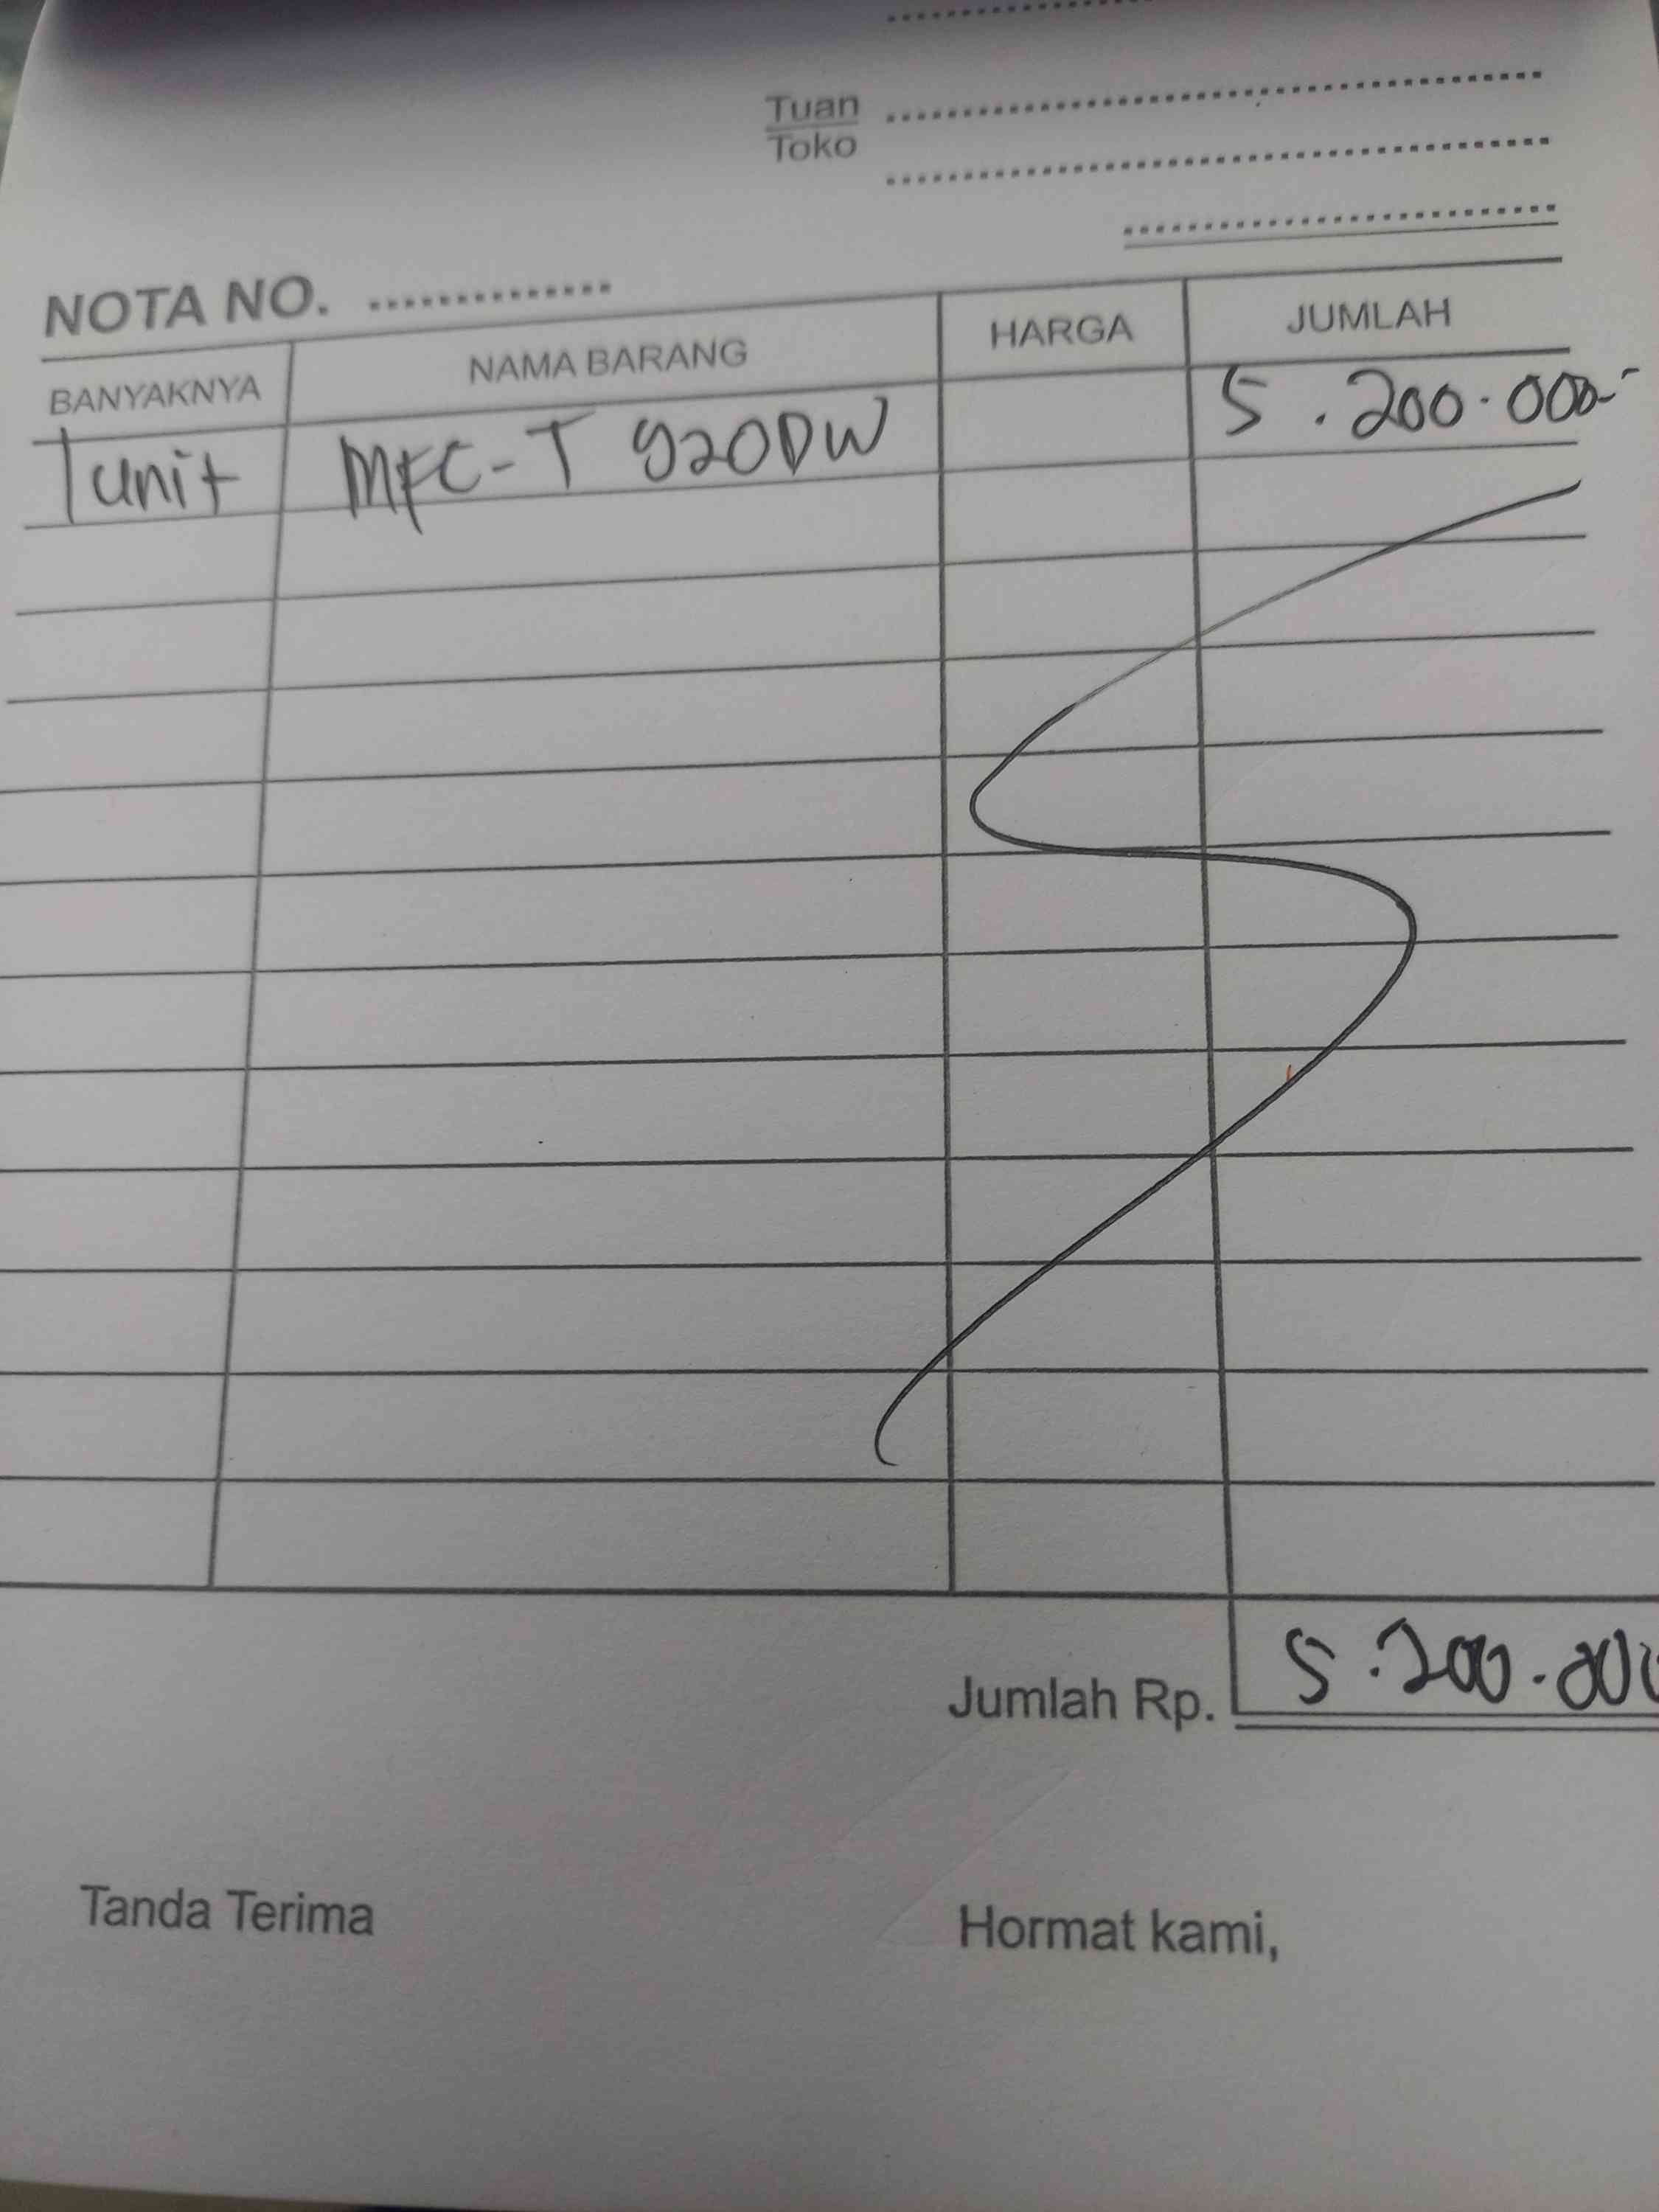 Tuan
Toko
NOTA NO.
BANYAKNYA NAMA BARANG HARGA JUMLAH
1 unit MFC-T 920DW 5.200.000-
Jumlah Rp. 5.200.000
Tanda Terima Hormat kami,